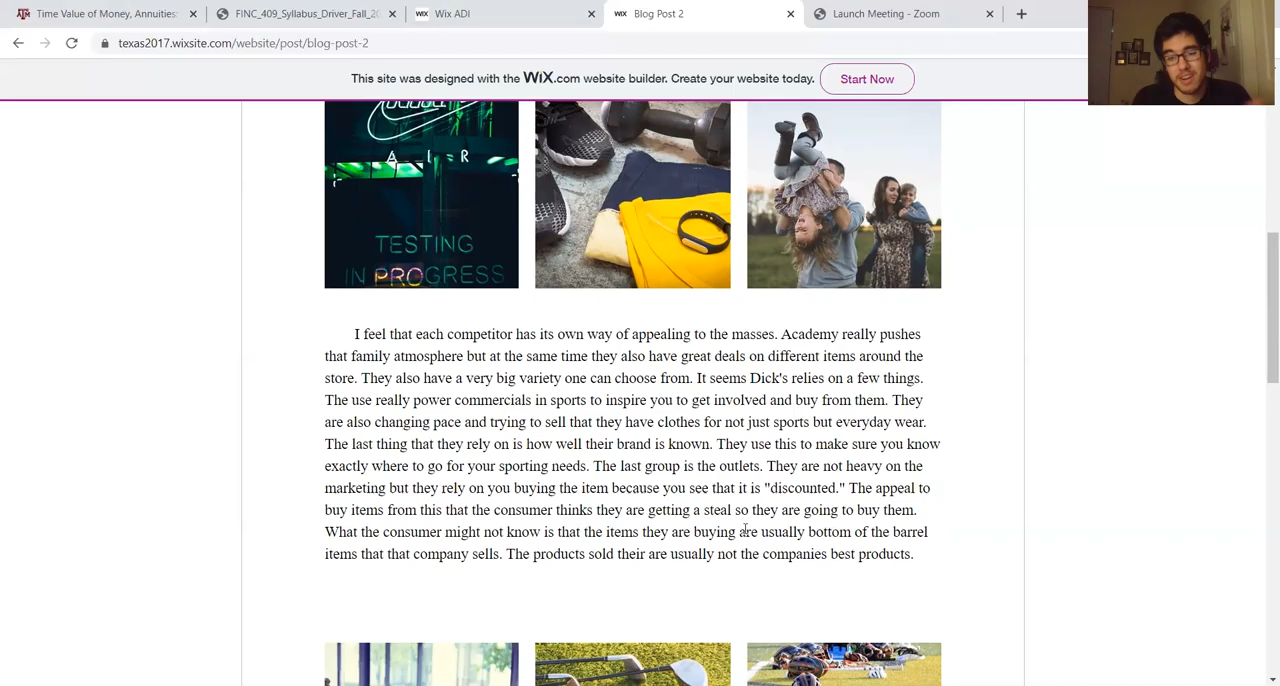 Time Value of Money, Annuities:
FINC_409_Syllabus_Driver_Fall_20
WIX Wix ADI
WIX Blog Post 2
Launch Meeting - Zoom
texas2017.wixsite.com/website/post/blog-post-2
This site was designed with the WiX.com website builder. Create your website today. Start Now
AIR
TESTING
IN PROGRESS
I feel that each competitor has its own way of appealing to the masses. Academy really pushes
that family atmosphere but at the same time they also have great deals on different items around the
store. They also have a very big variety one can choose from. It seems Dick's relies on a few things.
The use really power commercials in sports to inspire you to get involved and buy from them. They
are also changing pace and trying to sell that they have clothes for not just sports but everyday wear.
The last thing that they rely on is how well their brand is known. They use this to make sure you know
exactly where to go for your sporting needs. The last group is the outlets. They are not heavy on the
marketing but they rely on you buying the item because you see that it is "discounted." The appeal to
buy items from this that the consumer thinks they are getting a steal so they are going to buy them.
What the consumer might not know is that the items they are buying are usually bottom of the barrel
items that that company sells. The products sold their are usually not the companies best products.